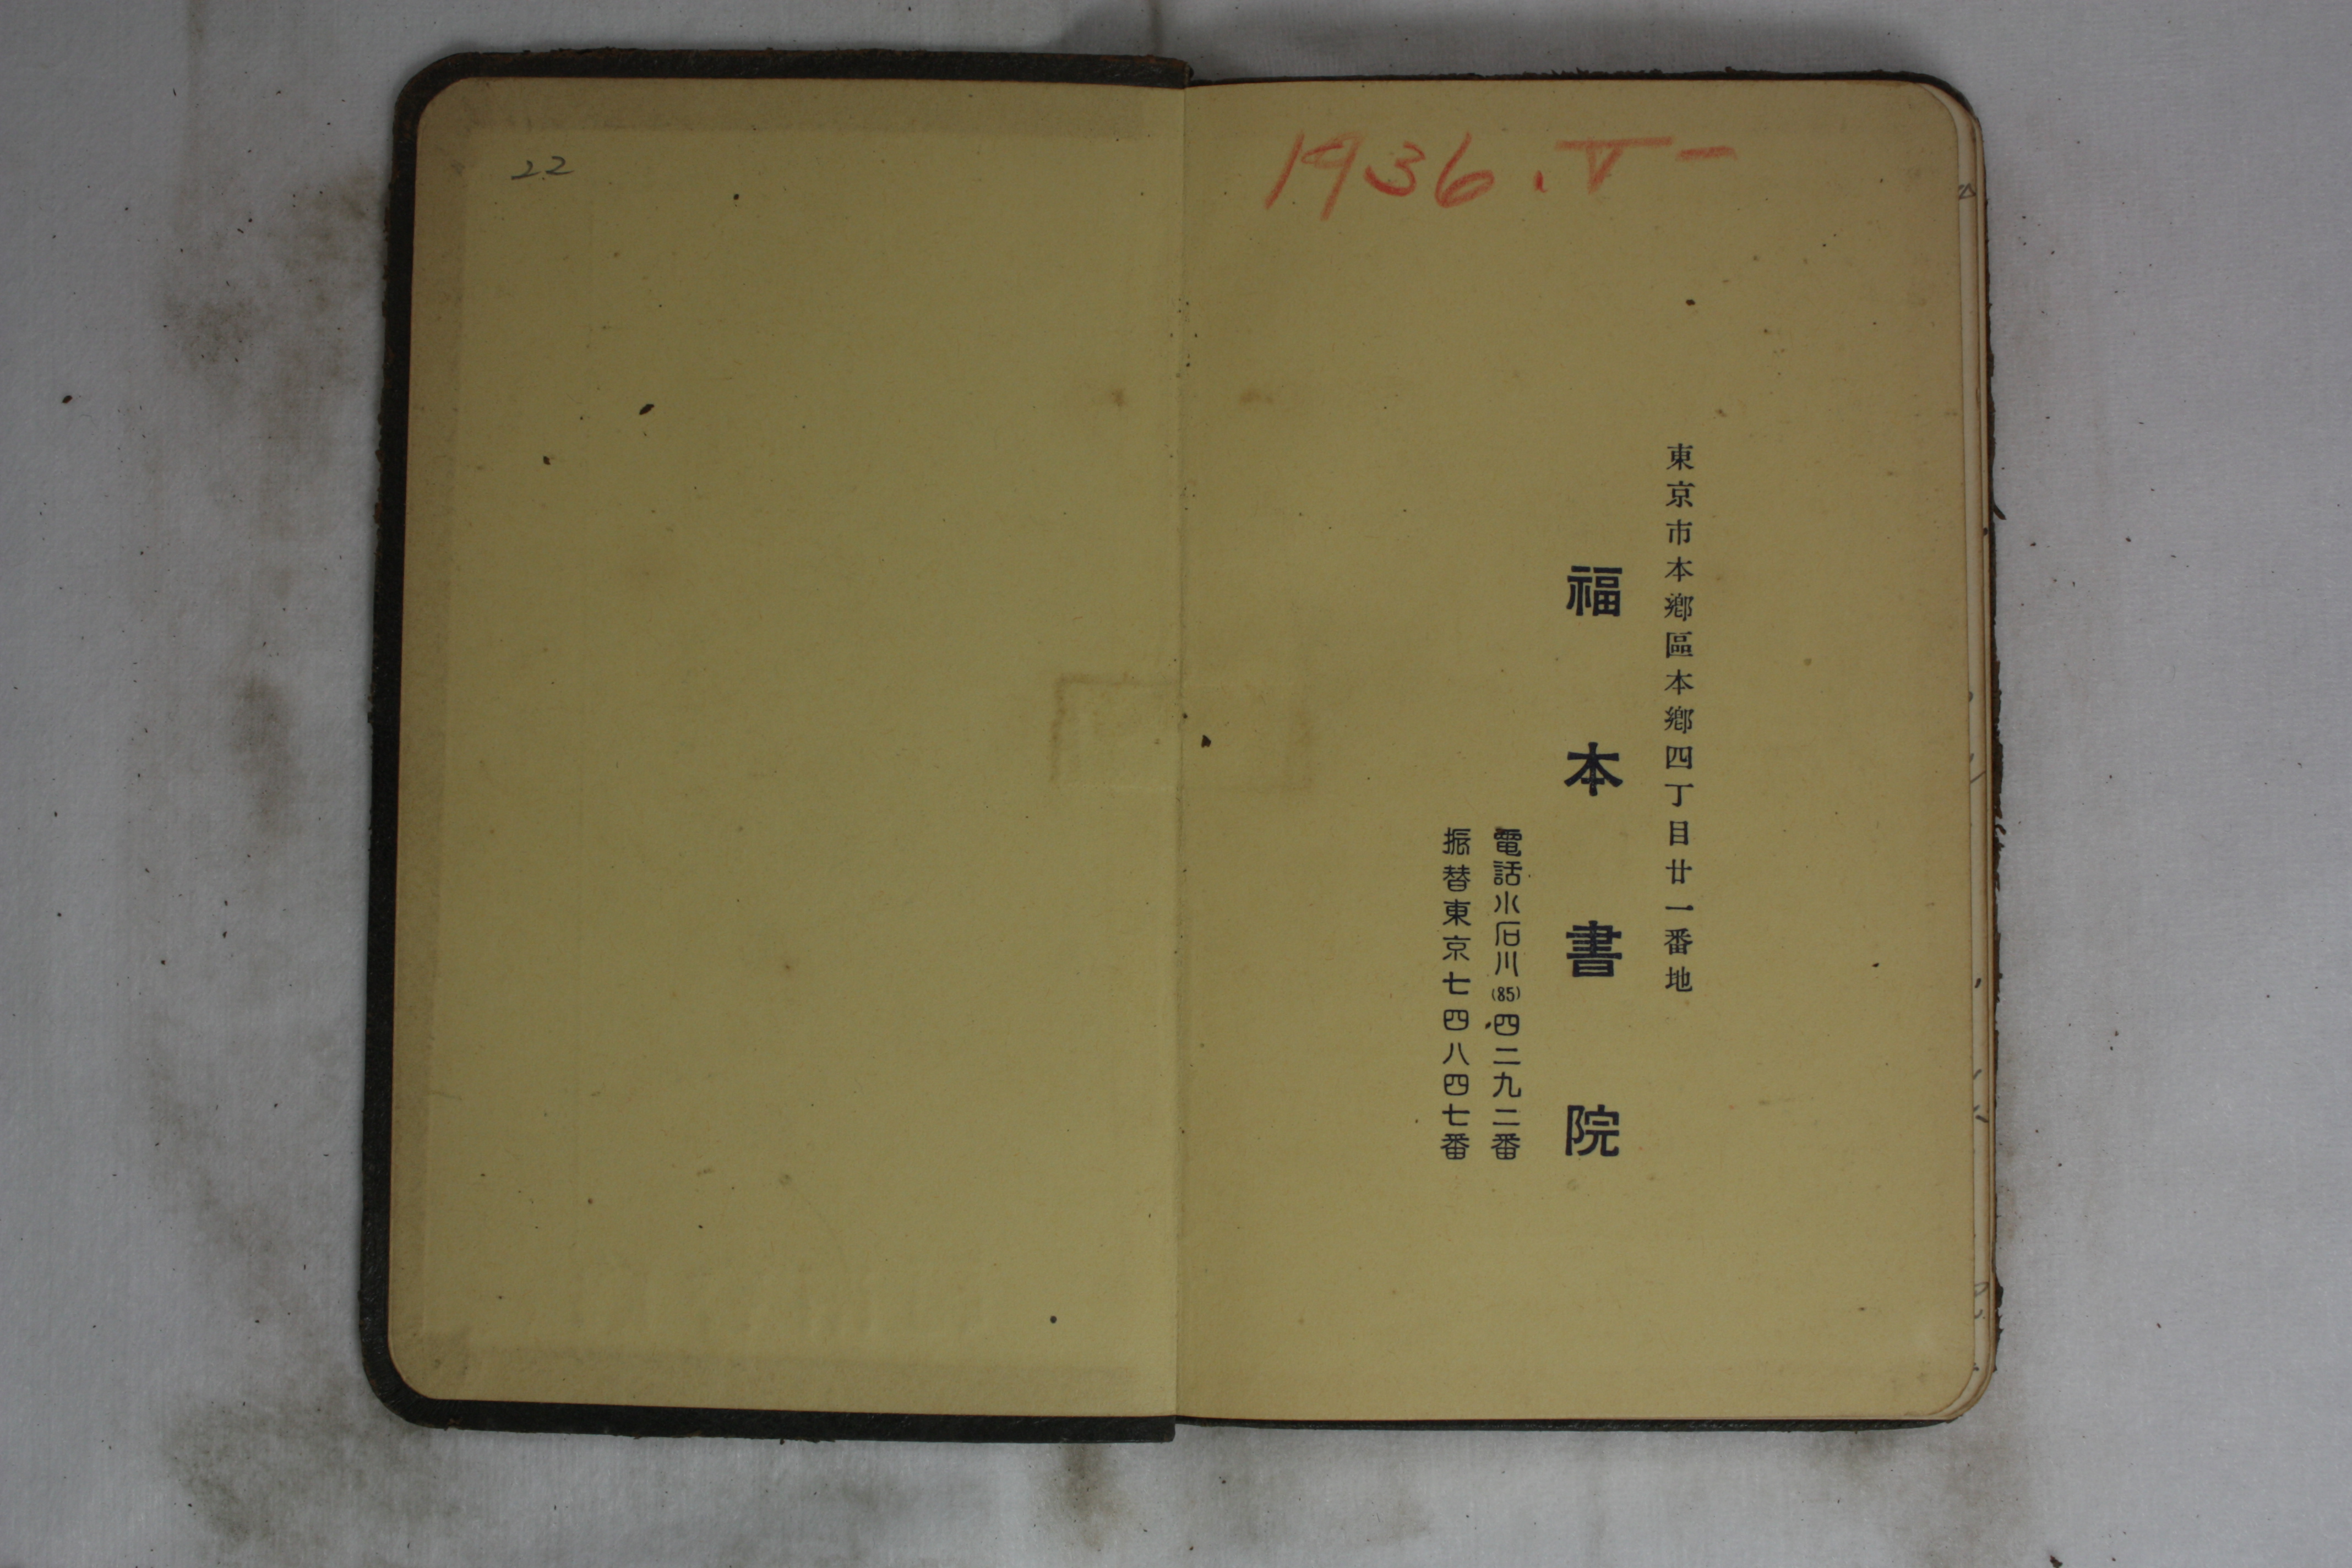 22
1936.V-
東京市本鄕區本鄕四丁目廿一番地
福本書院
電話小石川(85)四二九二番
振替東京七四八四七番